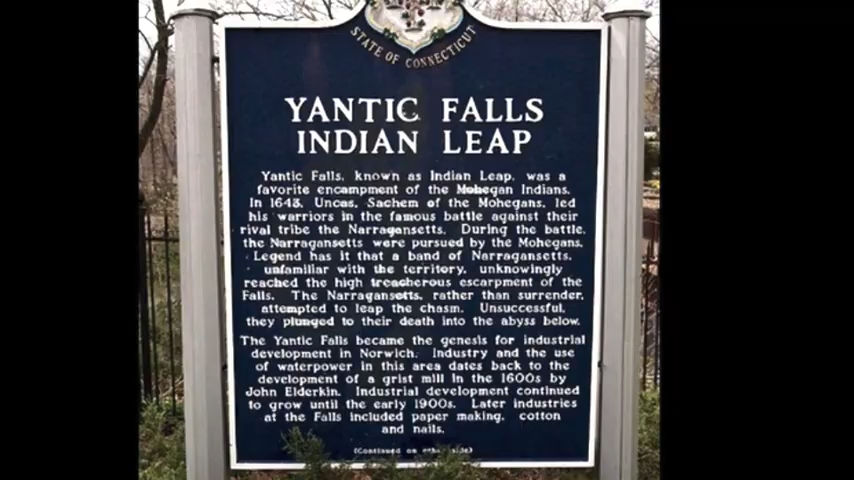 STATE OF CONNECTICUT
YANTIC FALLS
INDIAN LEAP
Yantic Falls, known as Indian Leap, was a
favorite encampment of the Mohegan Indians.
In 1643, Uncas, Sachem of the Mohegans, led
his warriors in the famous battle against their
rival tribe the Narragansetts. During the battle,
the Narragansetts were pursued by the Mohegans.
Legend has it that a band of Narragansetts,
unfamiliar with the territory, unknowingly
reached the high treacherous escarpment of the
Falls. The Narragansetts, rather than surrender,
attempted to leap the chasm. Unsuccessful,
they plunged to their death into the abyss below.
The Yantic Falls became the genesis for industrial
development in Norwich. Industry and the use
of waterpower in this area dates back to the
development of a grist mill in the 1600s by
John Elderkin. Industrial development continued
to grow until the early 1900s. Later industries
at the Falls included paper making, cotton
and nails.
(Continued on other side)